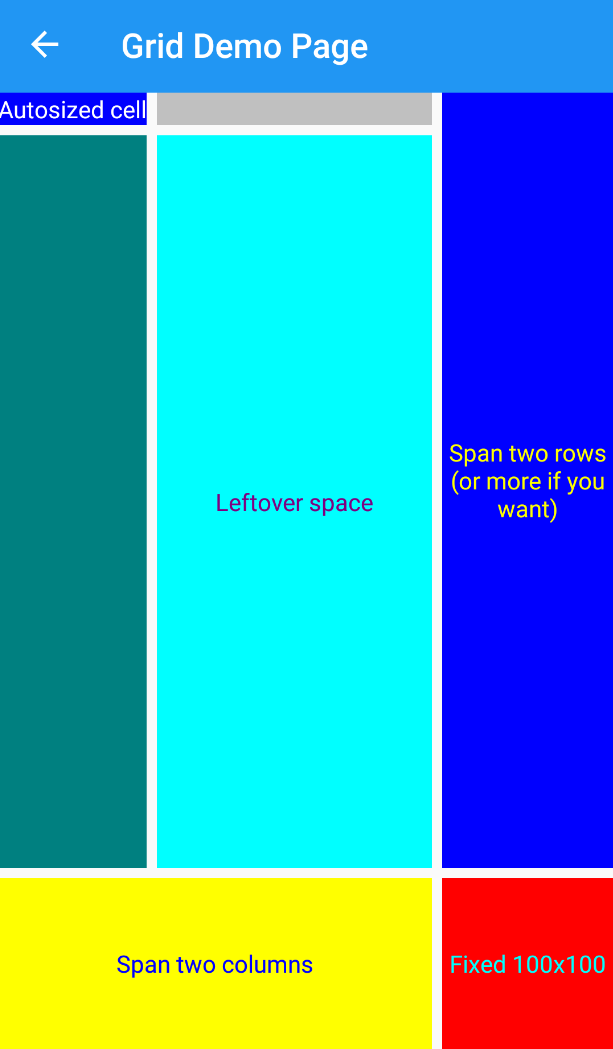 Grid Demo Page
Autosized cell
Span two rows
(or more if you
want)
Leftover space
Span two columns
Fixed 100x100